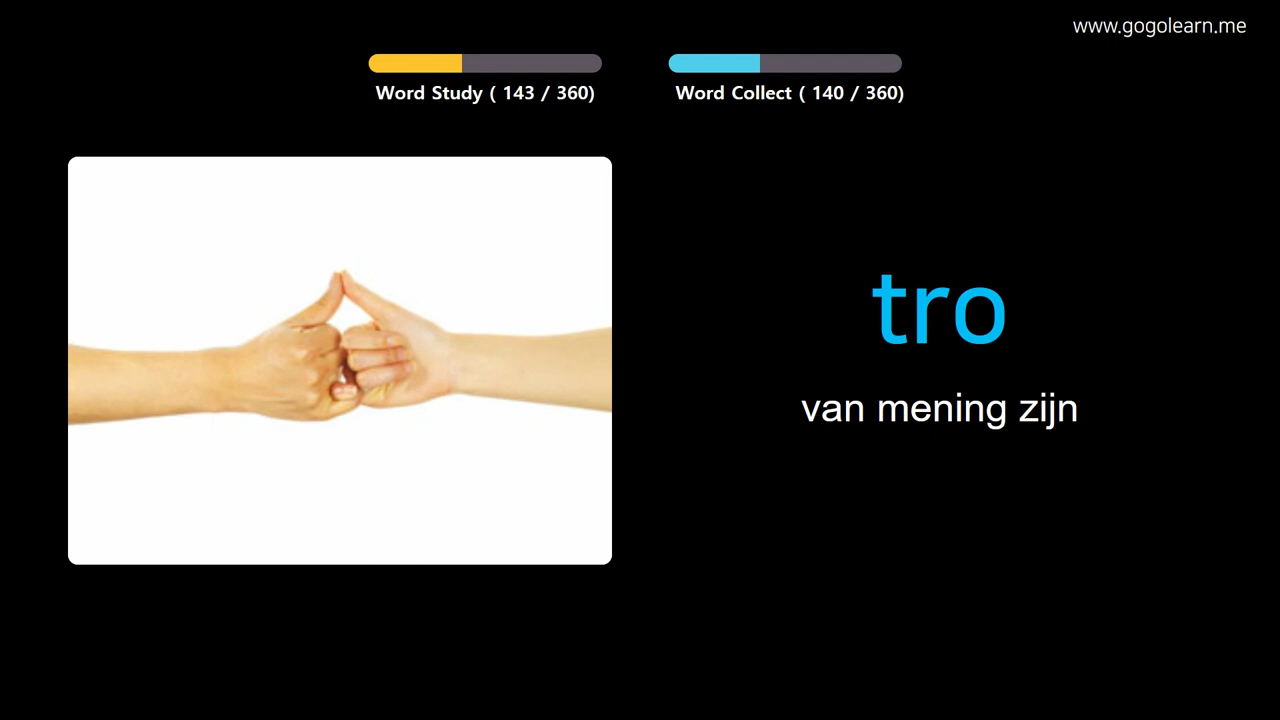 www.gogolearn.me
Word Study ( 143 / 360)
Word Collect ( 140 / 360)
tro
van mening zijn